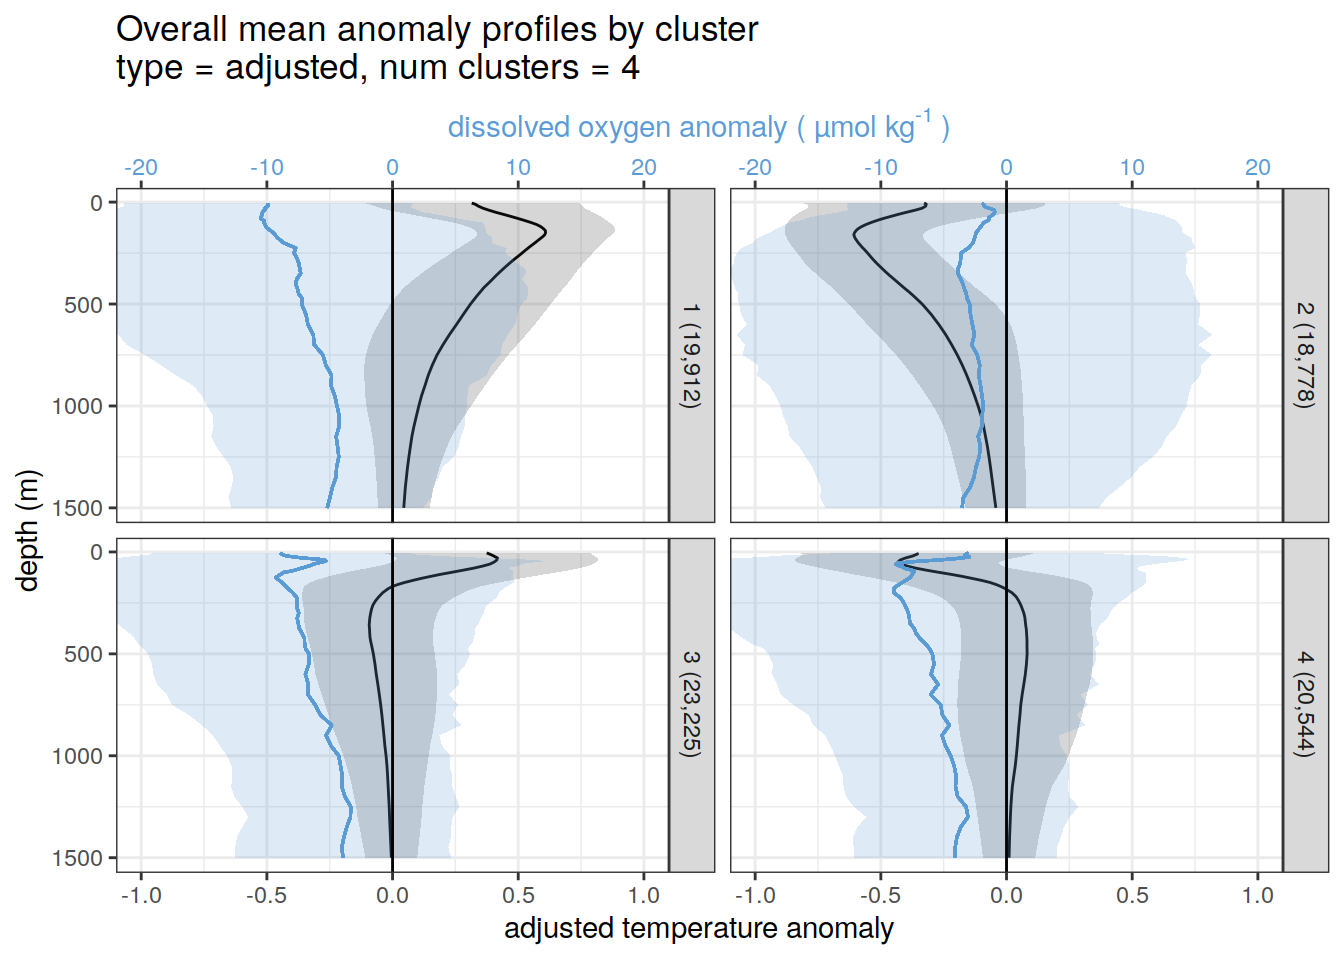 Overall mean anomaly profiles by cluster
type = adjusted, num clusters = 4
dissolved oxygen anomaly ( µmol kg⁻¹ )
-20 -10 0 10 20 -20 -10 0 10 20
0
500
1000
1500
1 (19,912)
2 (18,778)
depth (m)
0
500
1000
1500
3 (23,225)
4 (20,544)
-1.0 -0.5 0.0 0.5 1.0 -1.0 -0.5 0.0 0.5 1.0
adjusted temperature anomaly